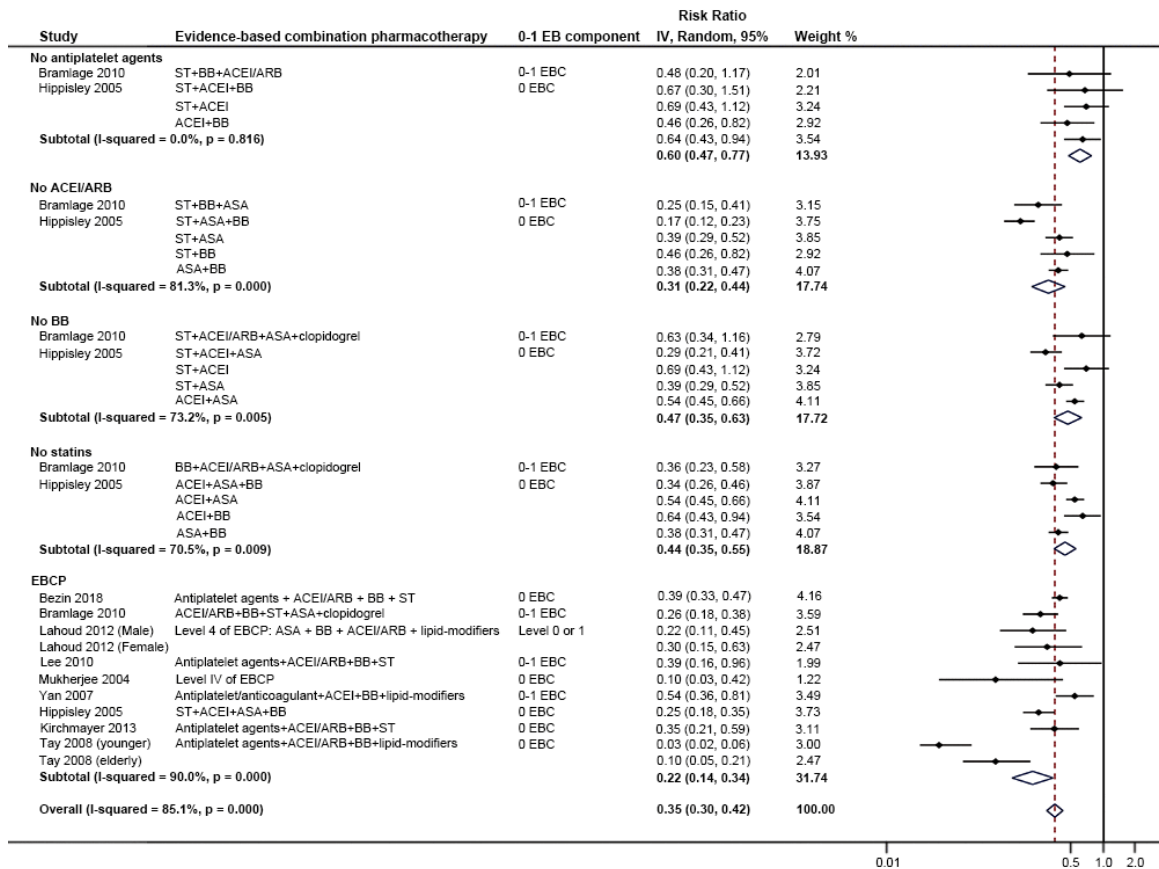 Risk Ratio
Study Evidence-based combination pharmacotherapy 0-1 EB component IV, Random, 95% Weight %
No antiplatelet agents
Bramlage 2010 ST+BB+ACEI/ARB 0-1 EBC 0.48 (0.20, 1.17) 2.01
Hippisley 2005 ST+ACEI+BB 0 EBC 0.67 (0.30, 1.51) 2.21
ST+ACEI 0.69 (0.43, 1.12) 3.24
ACEI+BB 0.46 (0.26, 0.82) 2.92
Subtotal (I-squared = 0.0%, p = 0.816) 0.64 (0.43, 0.94) 3.54
0.60 (0.47, 0.77) 13.93
No ACEI/ARB
Bramlage 2010 ST+BB+ASA 0-1 EBC 0.25 (0.15, 0.41) 3.15
Hippisley 2005 ST+ASA+BB 0 EBC 0.17 (0.12, 0.23) 3.75
ST+ASA 0.39 (0.29, 0.52) 3.85
ST+BB 0.46 (0.26, 0.82) 2.92
ASA+BB 0.38 (0.31, 0.47) 4.07
Subtotal (I-squared = 81.3%, p = 0.000) 0.31 (0.22, 0.44) 17.74
No BB
Bramlage 2010 ST+ACEI/ARB+ASA+clopidogrel 0-1 EBC 0.63 (0.34, 1.16) 2.79
Hippisley 2005 ST+ACEI+ASA 0 EBC 0.29 (0.21, 0.41) 3.72
ST+ACEI 0.69 (0.43, 1.12) 3.24
ST+ASA 0.39 (0.29, 0.52) 3.85
ACEI+ASA 0.54 (0.45, 0.66) 4.11
Subtotal (I-squared = 73.2%, p = 0.005) 0.47 (0.35, 0.63) 17.72
No statins
Bramlage 2010 BB+ACEI/ARB+ASA+clopidogrel 0-1 EBC 0.36 (0.23, 0.58) 3.27
Hippisley 2005 ACEI+ASA+BB 0 EBC 0.34 (0.26, 0.46) 3.87
ACEI+ASA 0.54 (0.45, 0.66) 4.11
ACEI+BB 0.64 (0.43, 0.94) 3.54
ASA+BB 0.38 (0.31, 0.47) 4.07
Subtotal (I-squared = 70.5%, p = 0.009) 0.44 (0.35, 0.55) 18.87
EBCP
Bezin 2018 Antiplatelet agents + ACEI/ARB + BB + ST 0 EBC 0.39 (0.33, 0.47) 4.16
Bramlage 2010 ACEI/ARB+BB+ST+ASA+clopidogrel 0-1 EBC 0.26 (0.18, 0.38) 3.59
Lahoud 2012 (Male) Level 4 of EBCP: ASA + BB + ACEI/ARB + lipid-modifiers Level 0 or 1 0.22 (0.11, 0.45) 2.51
Lahoud 2012 (Female) 0.30 (0.15, 0.63) 2.47
Lee 2010 Antiplatelet agents+ACEI/ARB+BB+ST 0-1 EBC 0.39 (0.16, 0.96) 1.99
Mukherjee 2004 Level IV of EBCP 0 EBC 0.10 (0.03, 0.42) 1.22
Yan 2007 Antiplatelet/anticoagulant+ACEI+BB+lipid-modifiers 0-1 EBC 0.54 (0.36, 0.81) 3.49
Hippisley 2005 ST+ACEI+ASA+BB 0 EBC 0.25 (0.18, 0.35) 3.73
Kirchmayer 2013 Antiplatelet agents+ACEI/ARB+BB+ST 0 EBC 0.35 (0.21, 0.59) 3.11
Tay 2008 (younger) Antiplatelet agents+ACEI/ARB+BB+lipid-modifiers 0 EBC 0.03 (0.02, 0.06) 3.00
Tay 2008 (elderly) 0.10 (0.05, 0.21) 2.47
Subtotal (I-squared = 90.0%, p = 0.000) 0.22 (0.14, 0.34) 31.74
Overall (I-squared = 85.1%, p = 0.000) 0.35 (0.30, 0.42) 100.00
0.01 0.5 1.0 2.0